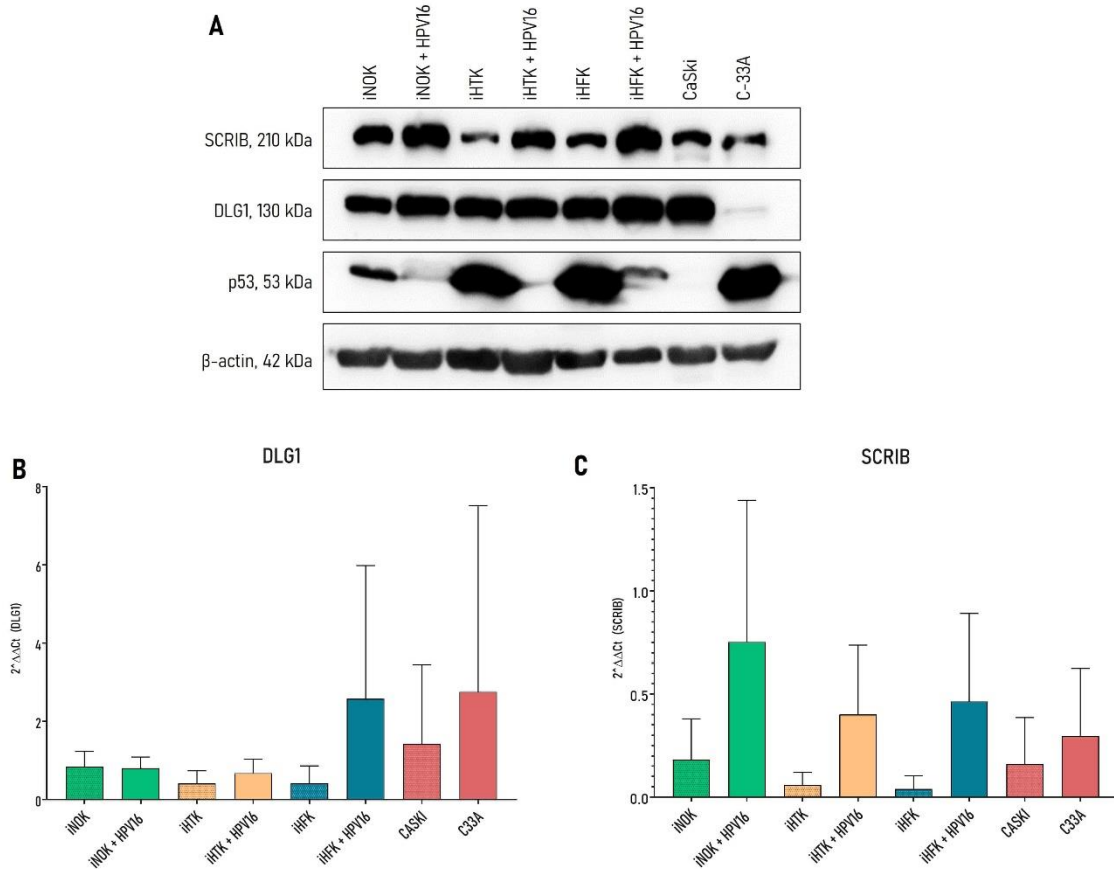 A
iNOK
iNOK + HPV16
iHTK
iHTK + HPV16
iHFK
iHFK + HPV16
CaSki
C-33A
SCRIB, 210 kDa
DLG1, 130 kDa
p53, 53 kDa
β-actin, 42 kDa
B
DLG1
8
6
4
2
0
2^ΔΔCt (DLG1)
iNOK
iNOK + HPV16
iHTK
iHTK + HPV16
iHFK
iHFK + HPV16
CASKI
C33A
C
SCRIB
1.5
1.0
0.5
0.0
2^ΔΔCt (SCRIB)
iNOK
iNOK + HPV16
iHTK
iHTK + HPV16
iHFK
iHFK + HPV16
CASKI
C33A